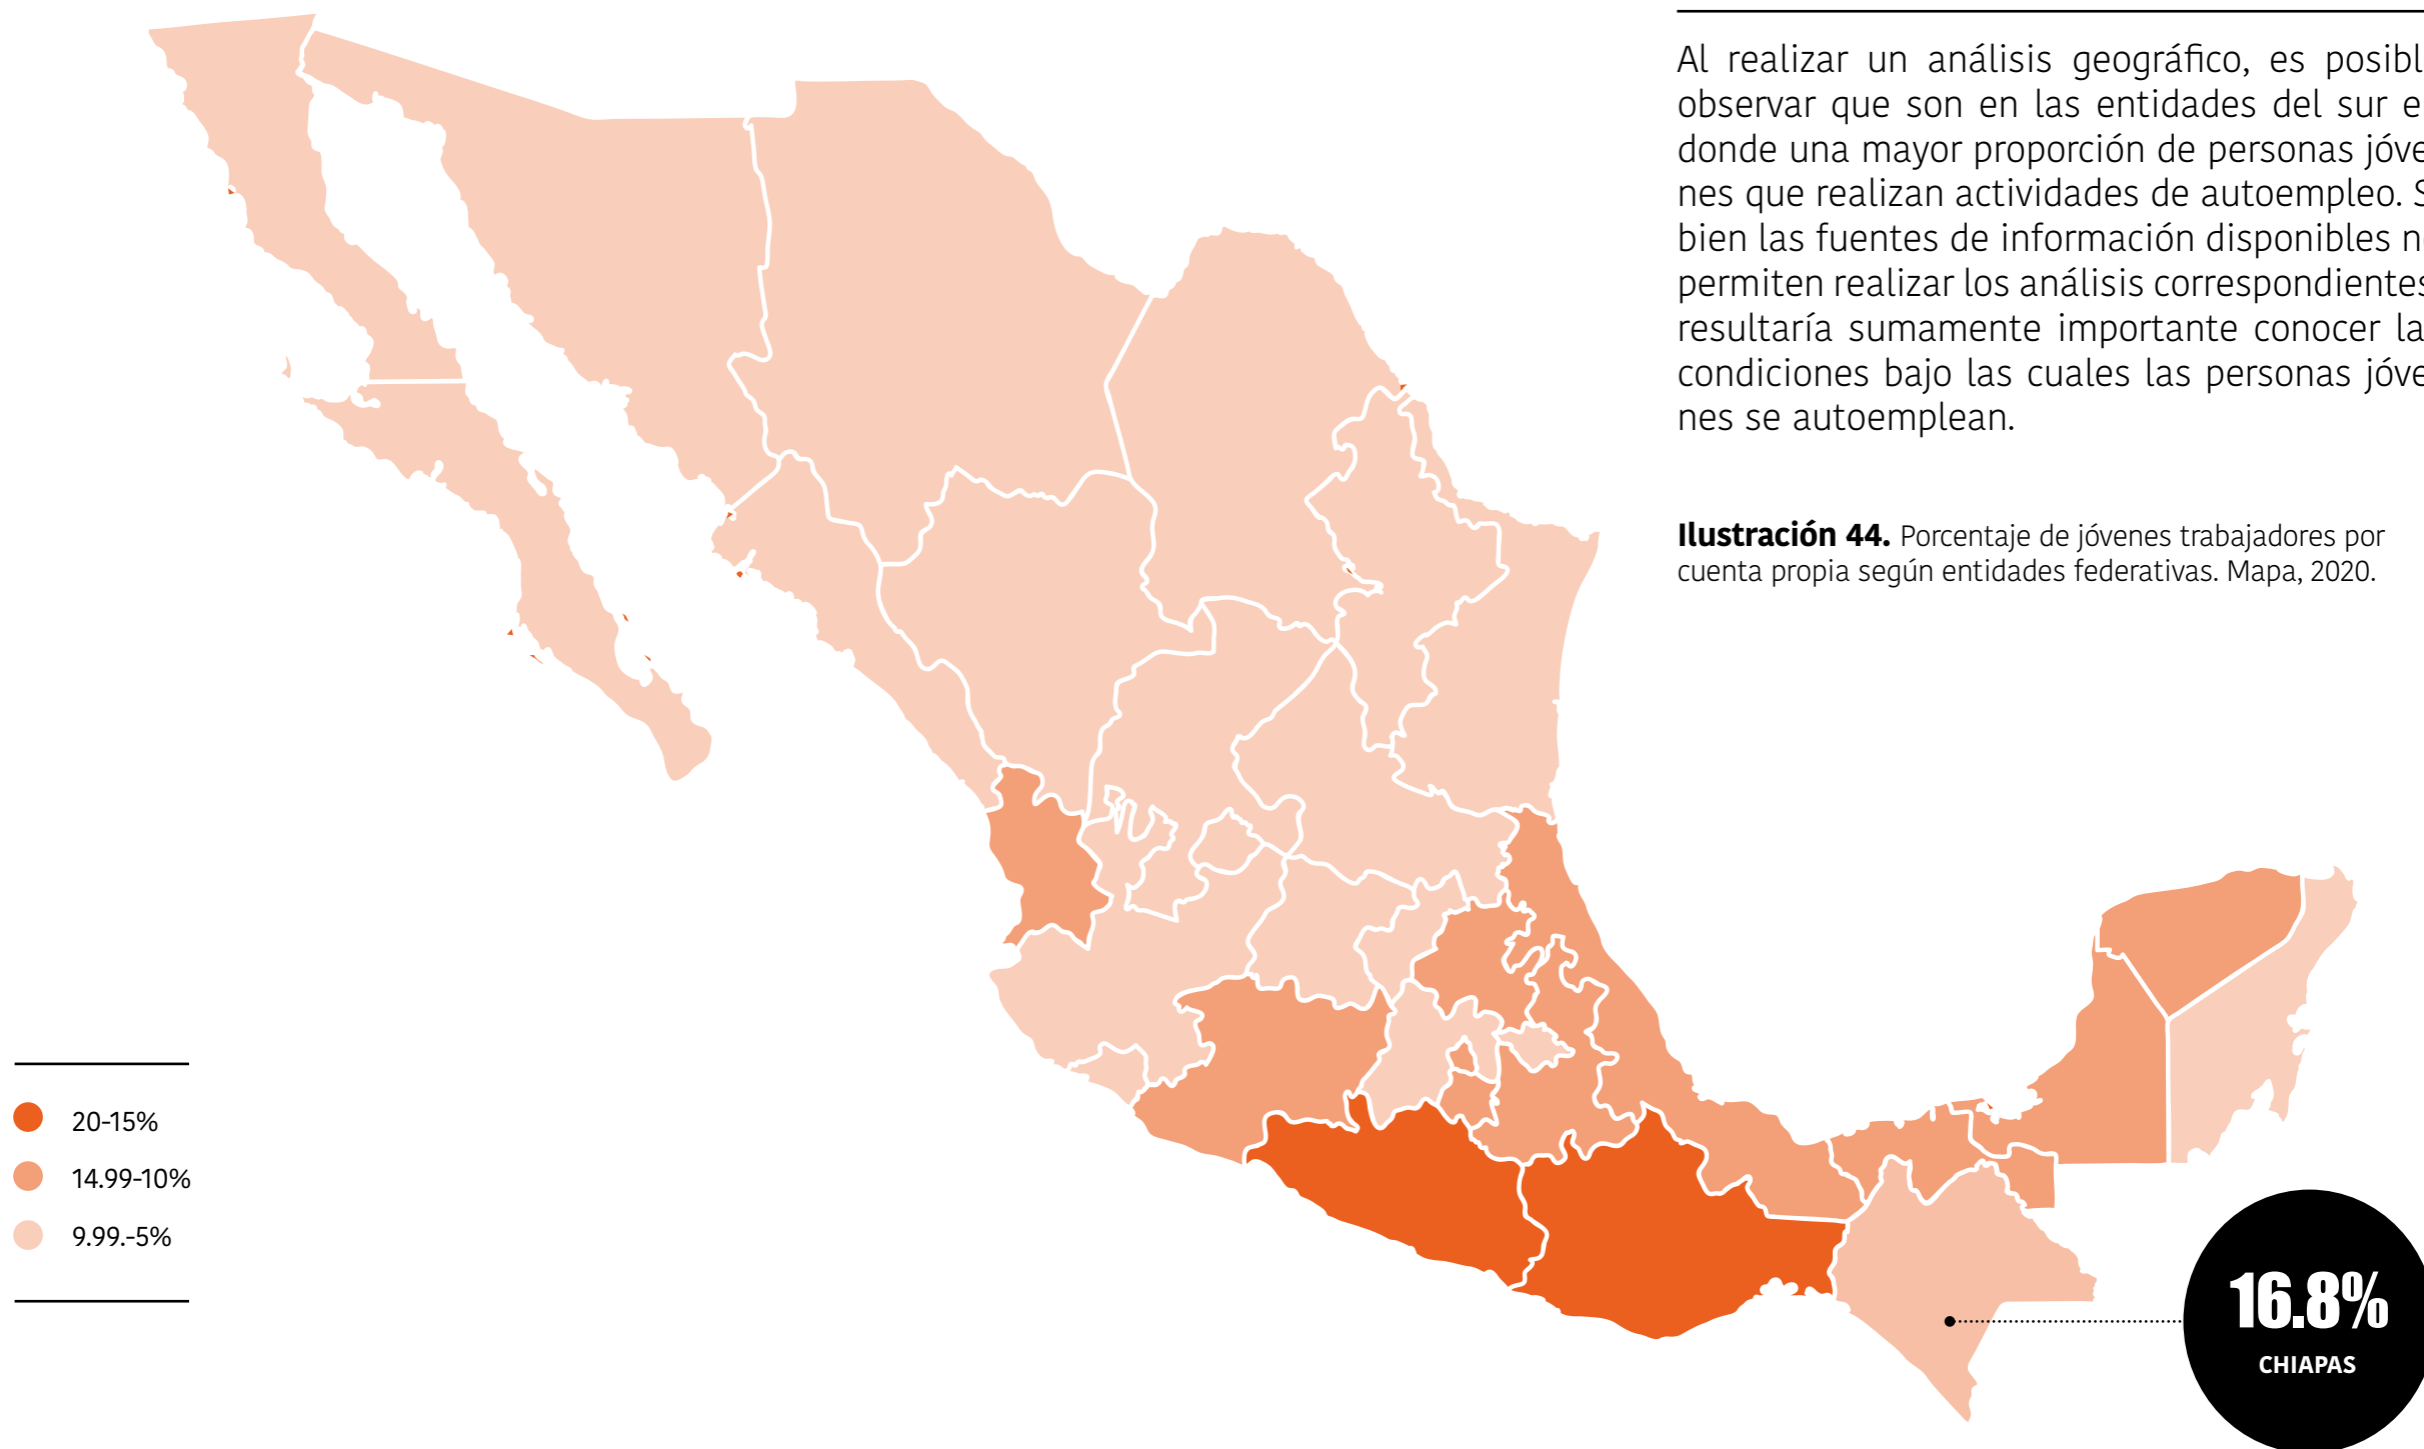 Al realizar un análisis geográfico, es posibl
observar que son en las entidades del sur e
donde una mayor proporción de personas jóve
nes que realizan actividades de autoempleo. S
bien las fuentes de información disponibles n
permiten realizar los análisis correspondientes
resultaría sumamente importante conocer la
condiciones bajo las cuales las personas jóve
nes se autoemplean.
Ilustración 44. Porcentaje de jóvenes trabajadores por
cuenta propia según entidades federativas. Mapa, 2020.
20-15%
14.99-10%
9.99.-5%
16.8%
CHIAPAS